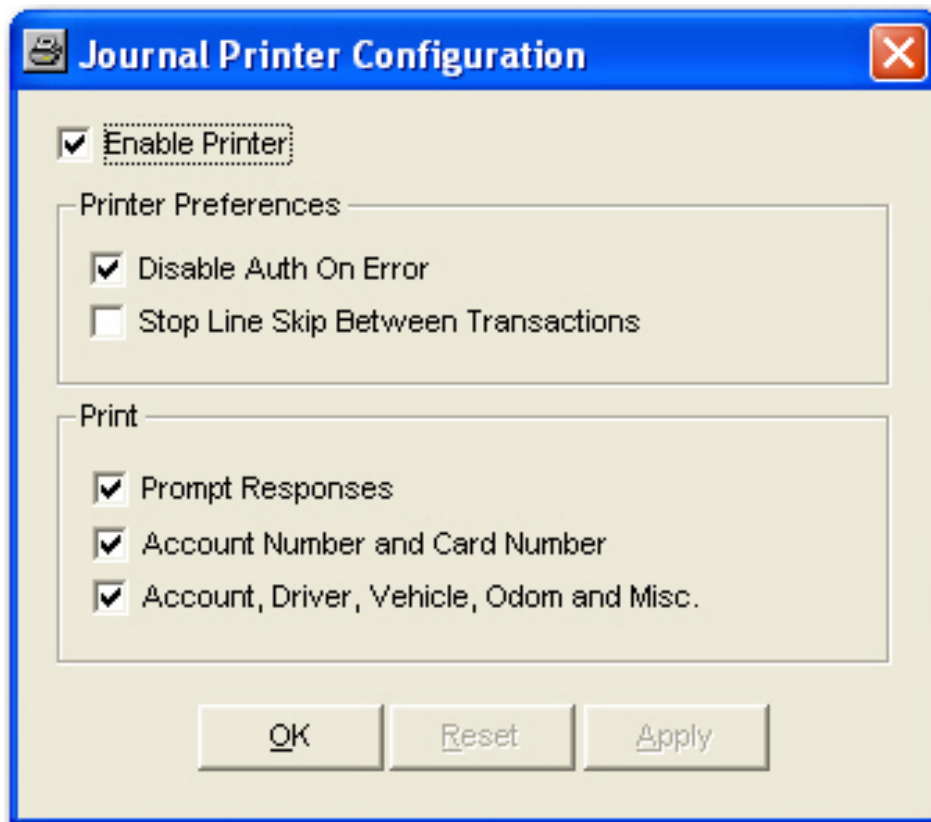 Journal Printer Configuration
Enable Printer
Printer Preferences
Disable Auth On Error
Stop Line Skip Between Transactions
Print
Prompt Responses
Account Number and Card Number
Account, Driver, Vehicle, Odom and Misc.
OK Reset Apply